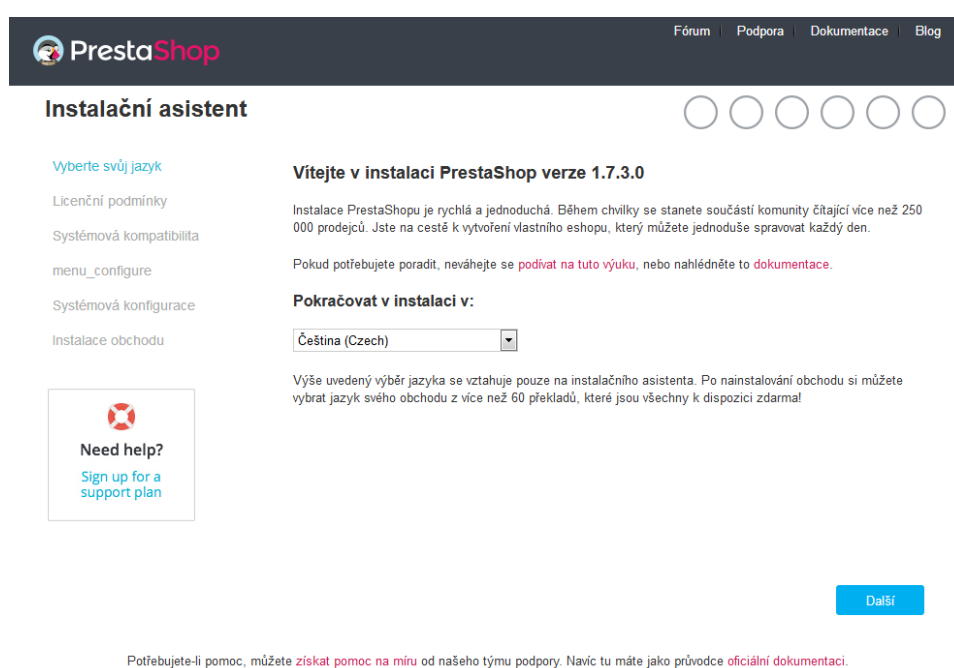 PrestaShop
Fórum
Podpora
Dokumentace
Blog
Instalační asistent
Vyberte svůj jazyk
Licenční podmínky
Systémová kompatibilita
menu_configure
Systémová konfigurace
Instalace obchodu
Need help?
Sign up for a
support plan
Vítejte v instalaci PrestaShop verze 1.7.3.0
Instalace PrestaShopu je rychlá a jednoduchá. Během chvilky se stanete součástí komunity čítající více než 250
000 prodejců. Jste na cestě k vytvoření vlastního eshopu, který můžete jednoduše spravovat každý den.
Pokud potřebujete poradit, neváhejte se podívat na tuto výuku, nebo nahlédněte to dokumentace.
Pokračovat v instalaci v:
Čeština (Czech)
Výše uvedený výběr jazyka se vztahuje pouze na instalačního asistenta. Po nainstalování obchodu si můžete
vybrat jazyk svého obchodu z více než 60 překladů, které jsou všechny k dispozici zdarma!
Další
Potřebujete-li pomoc, můžete získat pomoc na míru od našeho týmu podpory. Navíc tu máte jako průvodce oficiální dokumentaci.